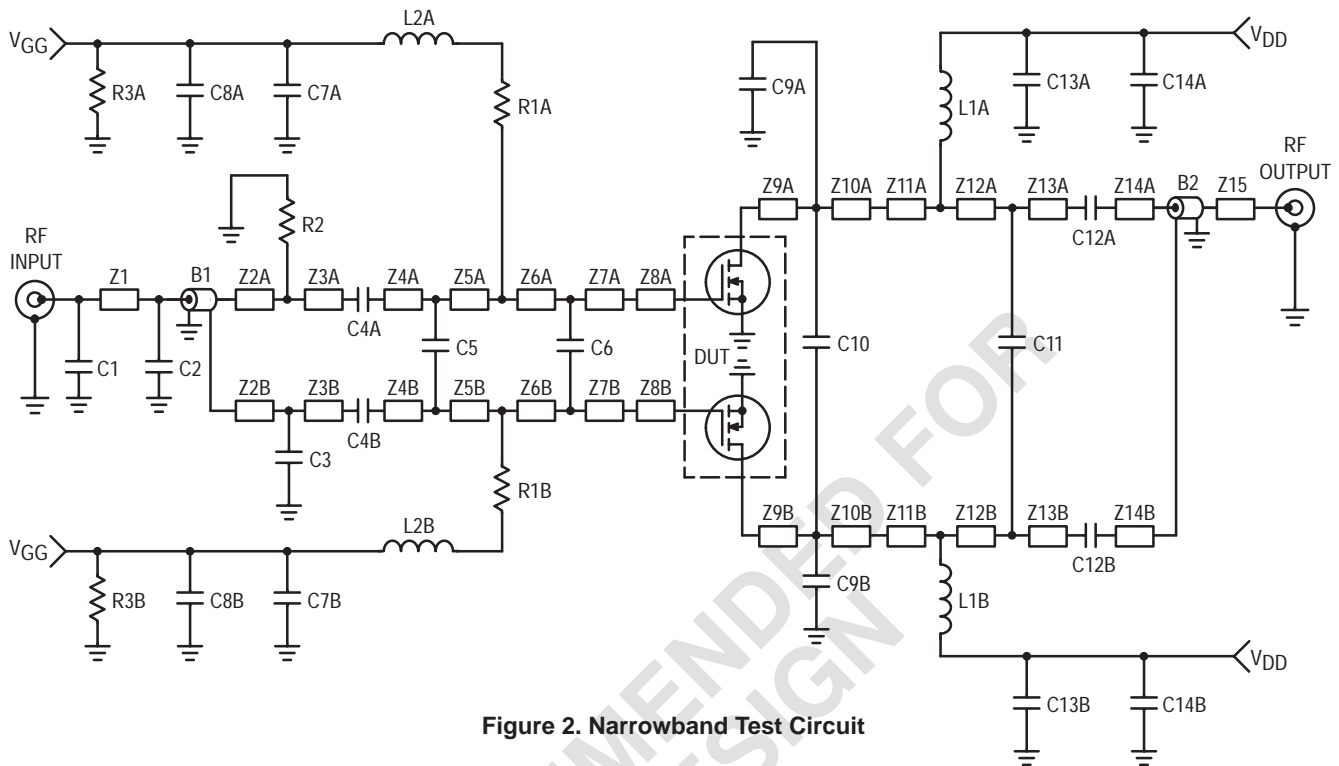 L2A
VGG
VDD
R3A
C8A
C7A
R1A
C9A
L1A
C13A
C14A
RF
OUTPUT
R2
Z9A
Z10A
Z11A
Z12A
Z13A
Z14A
B2
Z15
C12A
RF
INPUT
Z1
B1
Z2A
Z3A
Z4A
Z5A
Z6A
Z7A
Z8A
C4A
C1
C2
C5
C6
DUT
C10
C11
Z2B
Z3B
Z4B
Z5B
Z6B
Z7B
Z8B
C4B
C3
R1B
Z9B
Z10B
Z11B
Z12B
Z13B
Z14B
C12B
VGG
L2B
C9B
L1B
R3B
C8B
C7B
VDD
C13B
C14B
Figure 2. Narrowband Test Circuit
MENDED FOR
ESIGN